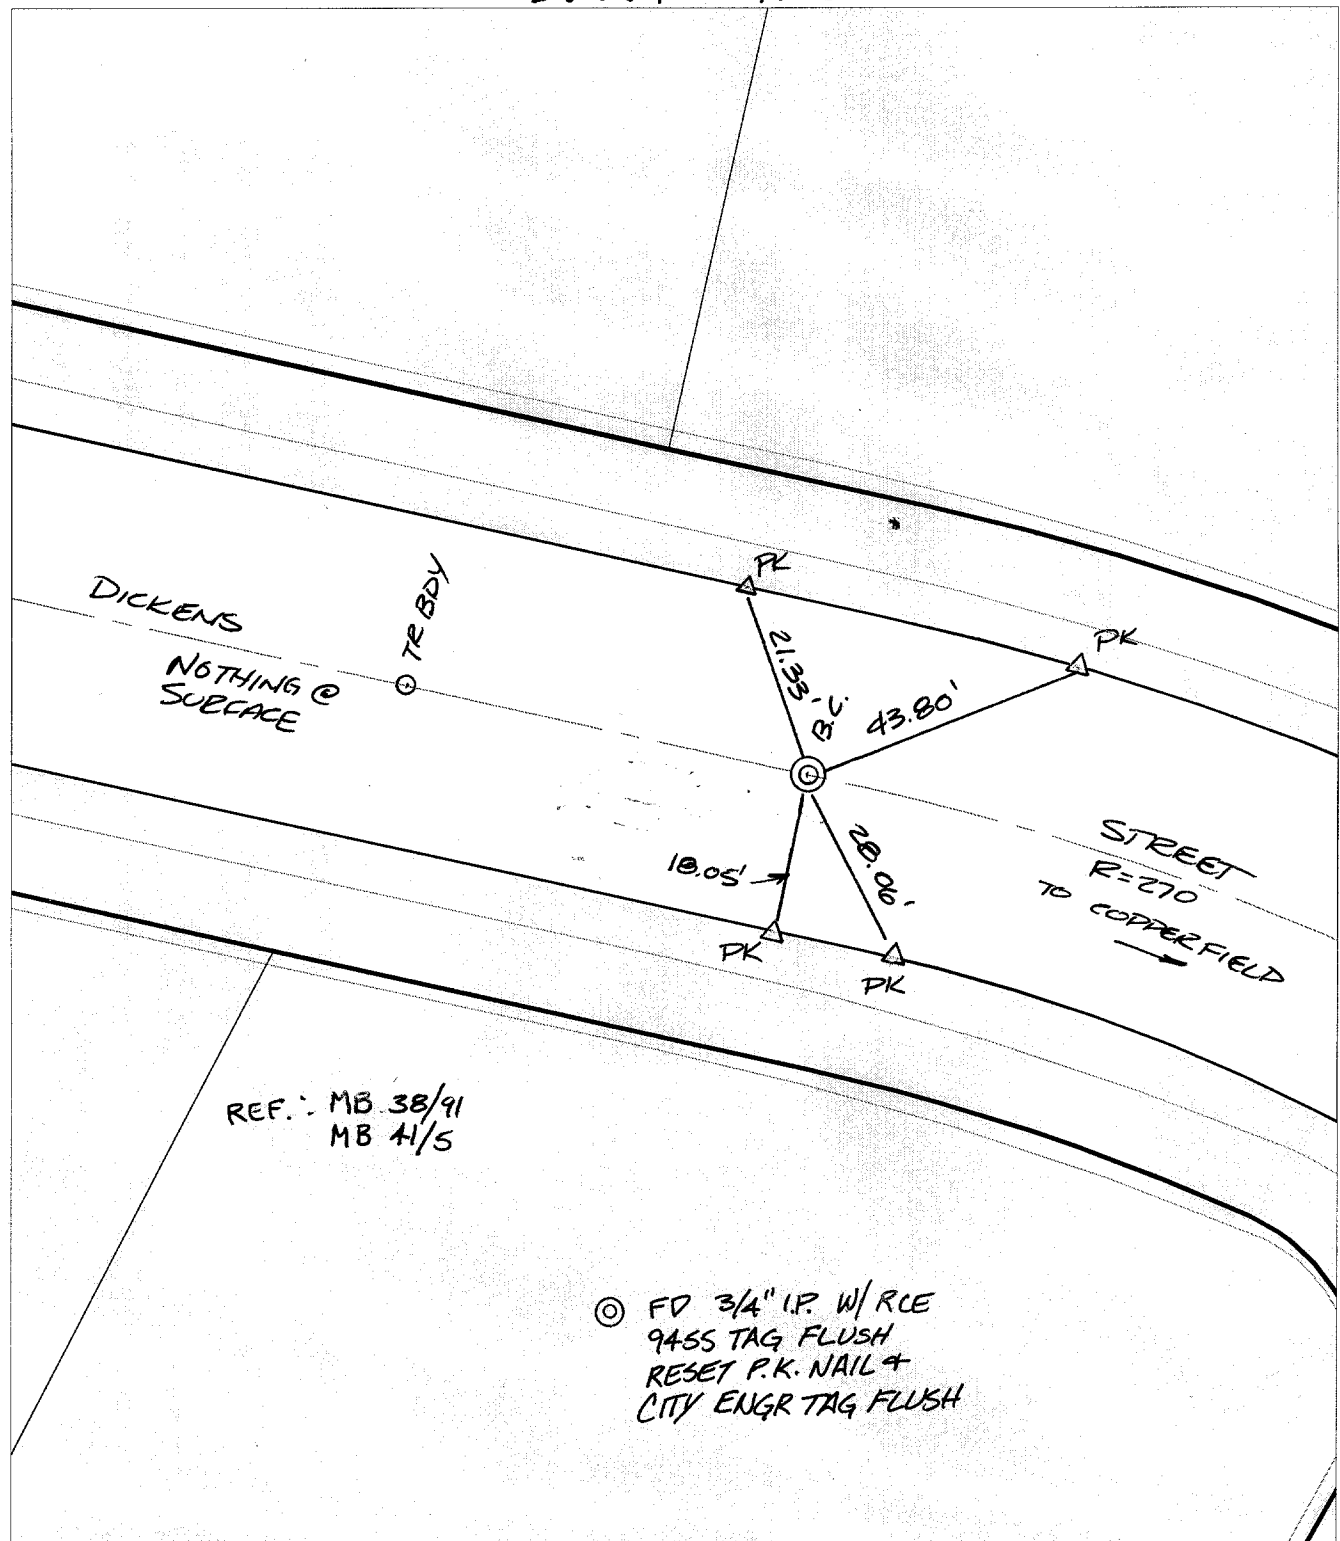 PK
DICKENS
TR BDY
PK
NOTHING @
SURFACE
21.33'
B.C.
43.80'
STREET
R=270
TO COPPERFIELD
18.05'
28.06'
PK
PK
REF.: MB 38/91
MB 41/5
FD 3/4" I.P. W/ RCE
9455 TAG FLUSH
RESET P.K. NAIL &
CITY ENGR TAG FLUSH